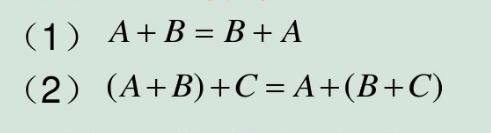 （1） A + B = B + A
（2） (A+B)+C = A+(B+C)